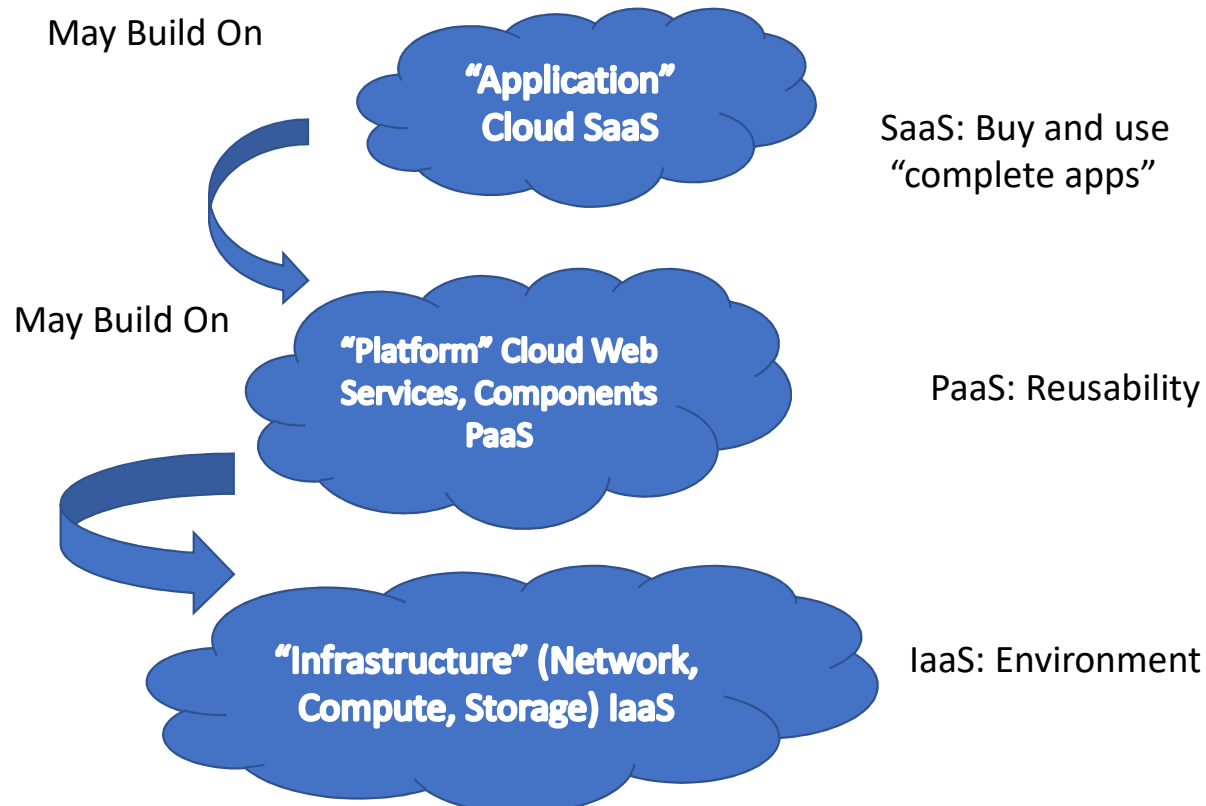 May Build On
“Application”
Cloud SaaS
SaaS: Buy and use
“complete apps”
May Build On
“Platform” Cloud Web
Services, Components
PaaS
PaaS: Reusability
“Infrastructure” (Network,
Compute, Storage) IaaS
IaaS: Environment